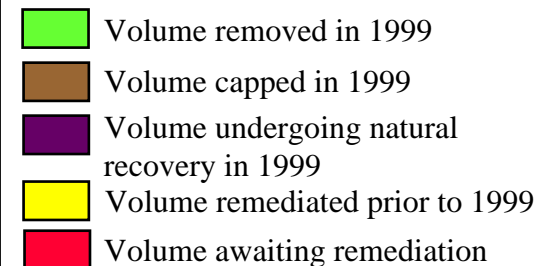 Volume removed in 1999
Volume capped in 1999
Volume undergoing natural
recovery in 1999
Volume remediated prior to 1999
Volume awaiting remediation